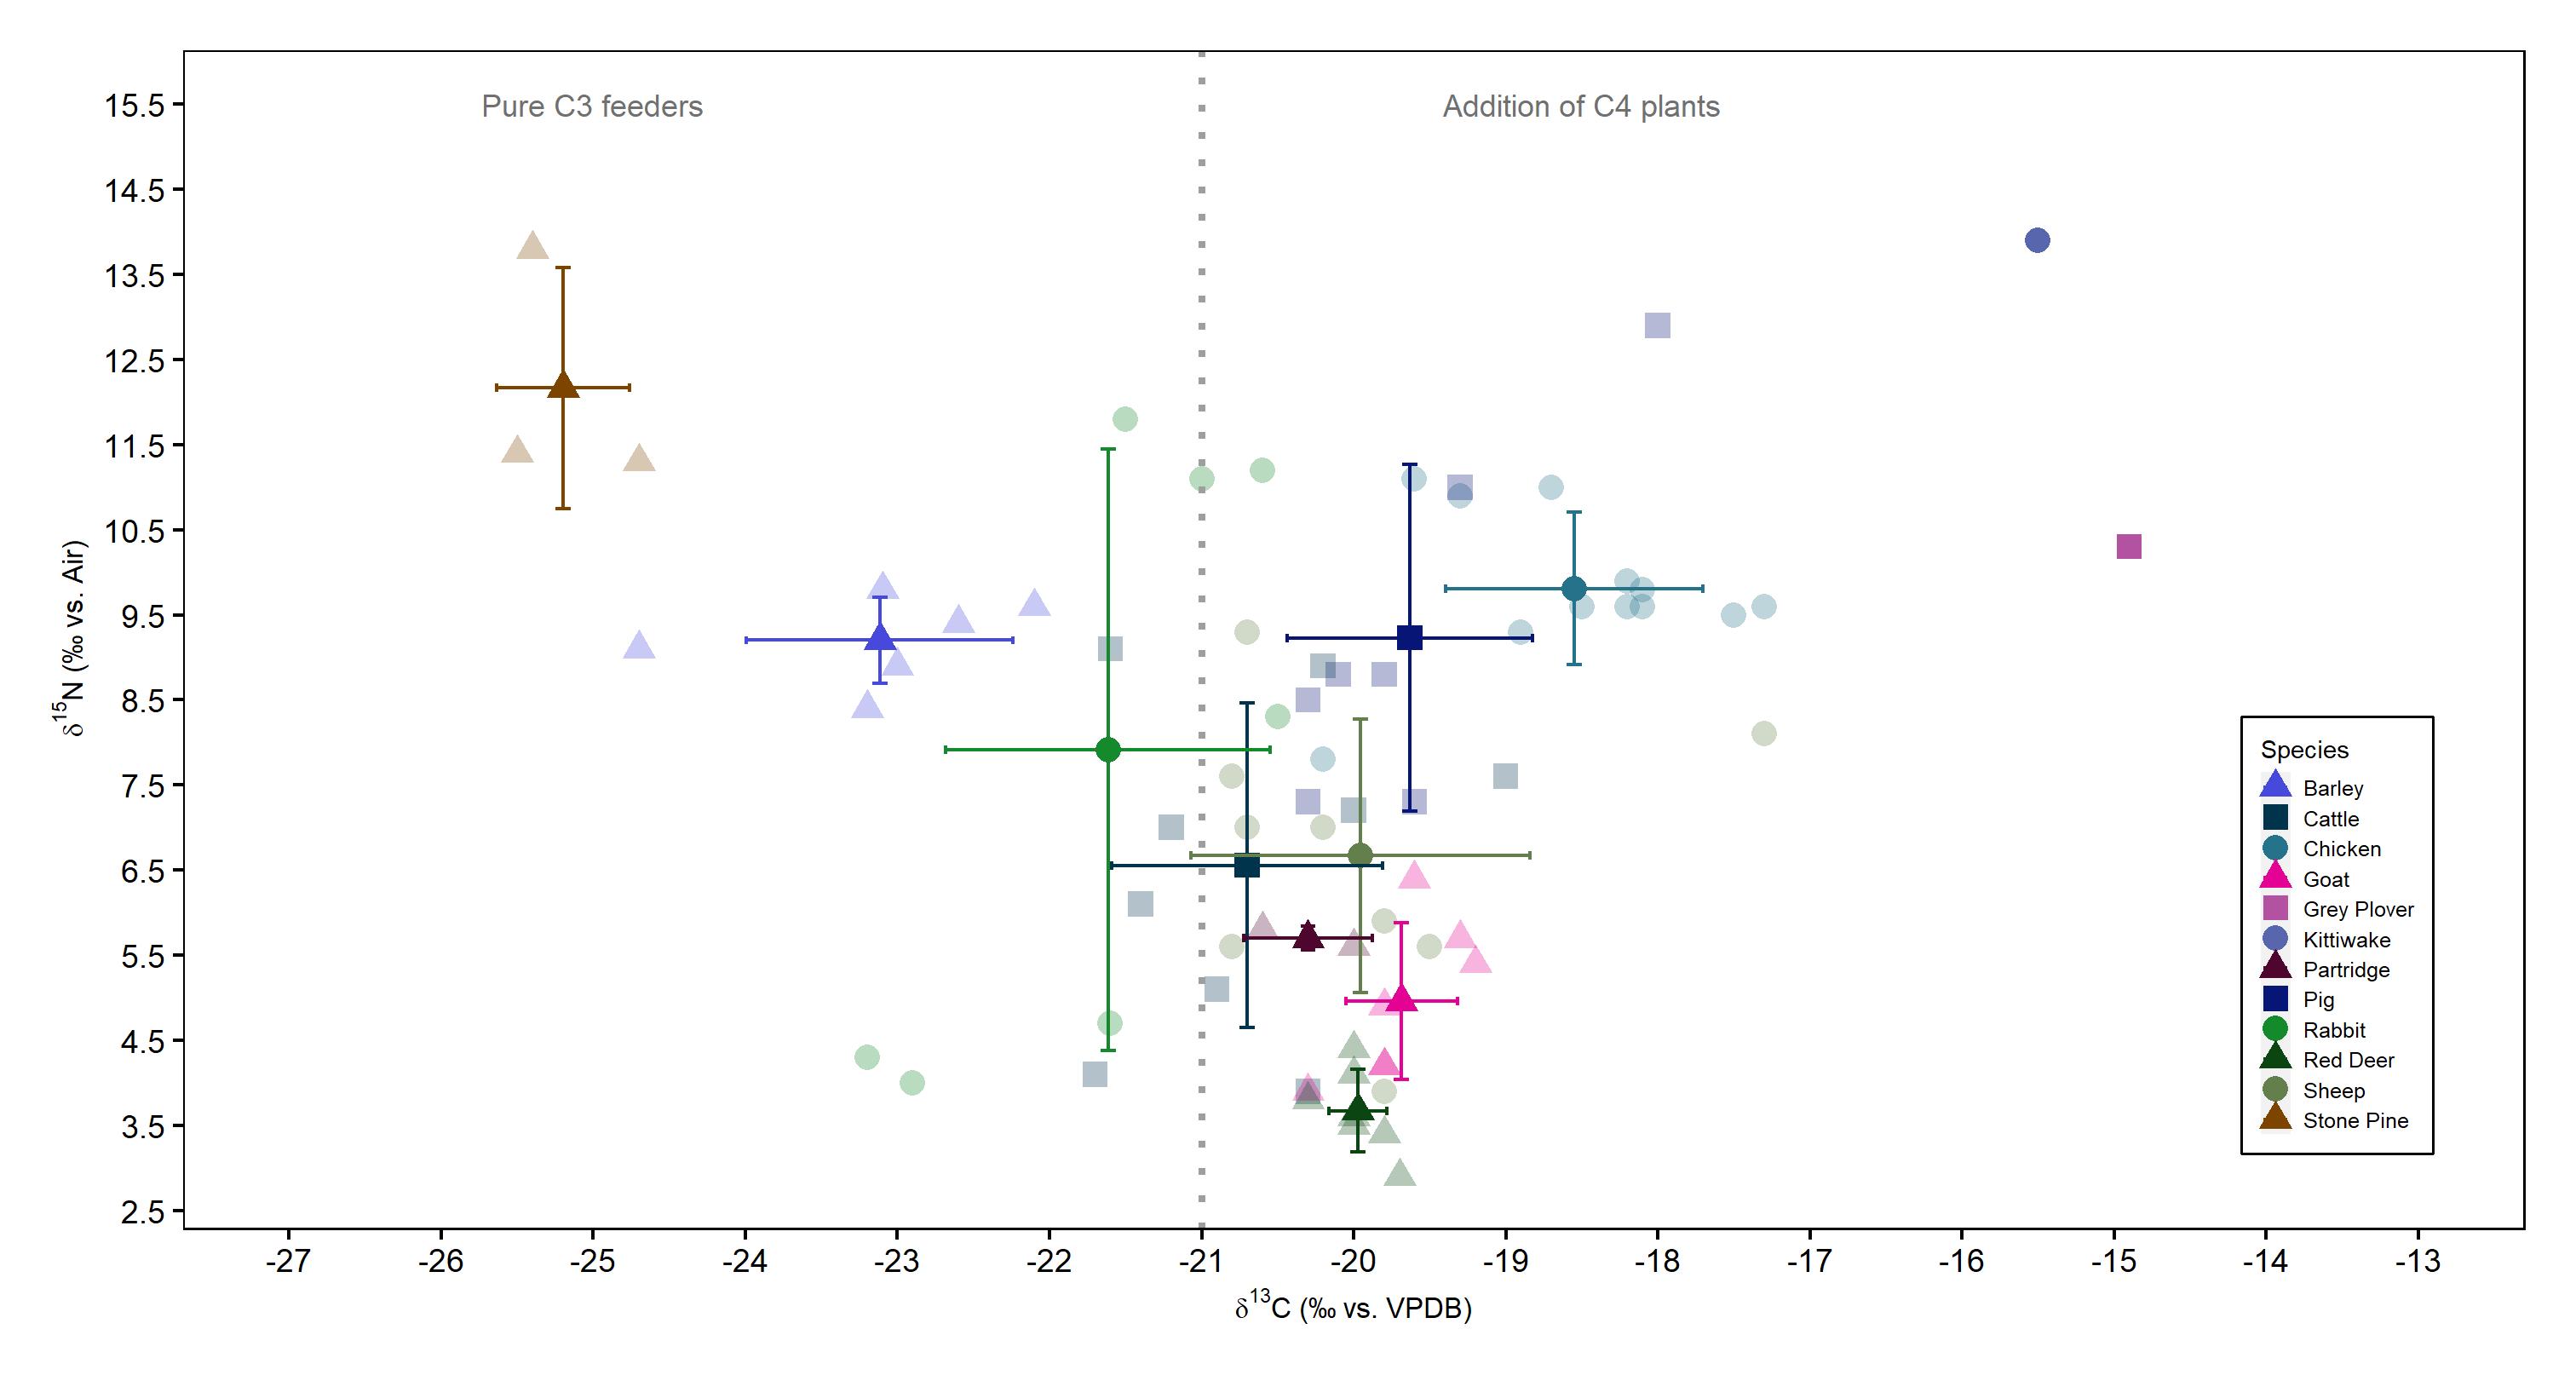 Pure C3 feeders
Addition of C4 plants
15.5
14.5
13.5
12.5
11.5
10.5
9.5
8.5
7.5
6.5
5.5
4.5
3.5
2.5
δ¹⁵N (‰ vs. Air)
Species
Barley
Cattle
Chicken
Goat
Grey Plover
Kittiwake
Partridge
Pig
Rabbit
Red Deer
Sheep
Stone Pine
-27 -26 -25 -24 -23 -22 -21 -20 -19 -18 -17 -16 -15 -14 -13
δ¹³C (‰ vs. VPDB)